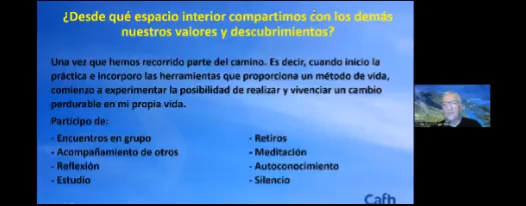 ¿Desde qué espacio interior compartimos con los demás
nuestros valores y descubrimientos?
Una vez que hemos recorrido parte del camino. Es decir, cuando inicio la
práctica e incorporo las herramientas que proporciona un método de vida,
comienzo a experimentar la posibilidad de realizar y vivenciar un cambio
perdurable en mi propia vida.
Participo de:
- Encuentros en grupo
- Acompañamiento de otros
- Reflexión
- Estudio
- Retiros
- Meditación
- Autoconocimiento
- Silencio
Cafh